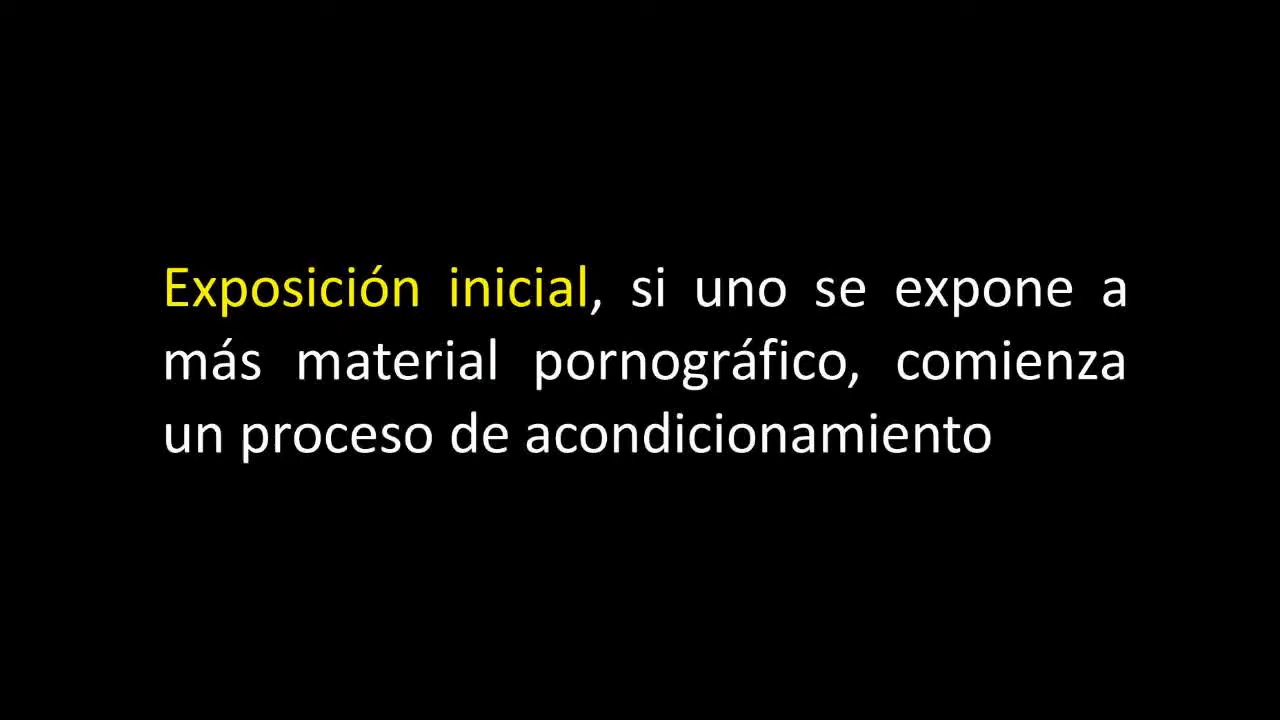 Exposición inicial, si uno se expone a
más material pornográfico, comienza
un proceso de acondicionamiento